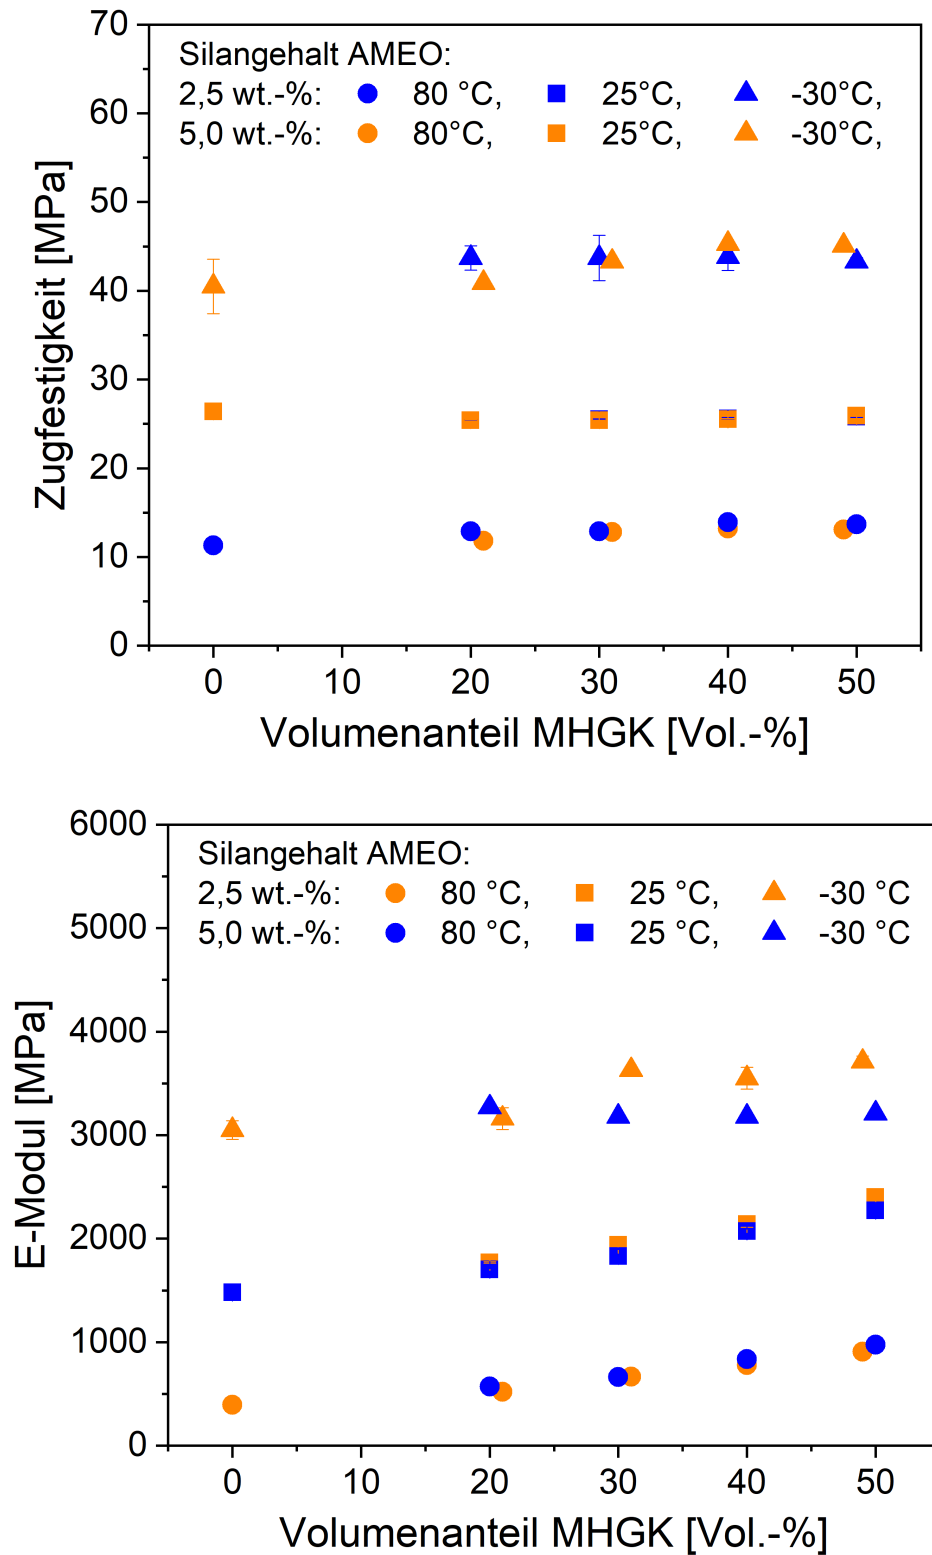 70
60
50
40
30
20
10
0
Zugfestigkeit [MPa]
Silangehalt AMEO:
2,5 wt.-%: 80 °C, 25°C, -30°C,
5,0 wt.-%: 80°C, 25°C, -30°C,
0 10 20 30 40 50
Volumenanteil MHGK [Vol.-%]
6000
5000
4000
3000
2000
1000
0
E-Modul [MPa]
Silangehalt AMEO:
2,5 wt.-%: 80 °C, 25 °C, -30 °C
5,0 wt.-%: 80 °C, 25 °C, -30 °C
0 10 20 30 40 50
Volumenanteil MHGK [Vol.-%]